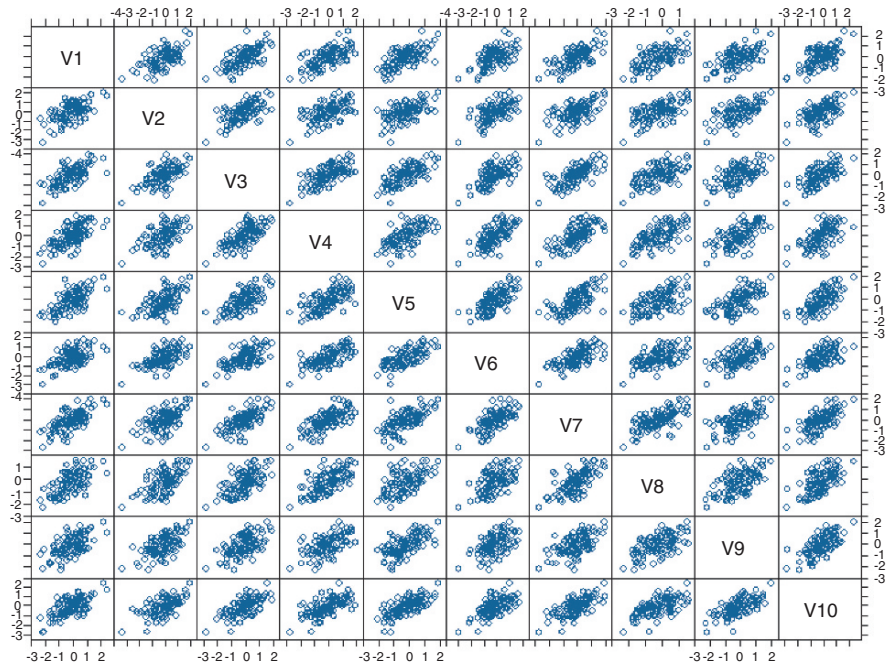 -4-3-2-1 0 1 2 -3 -2-1 0 1 2 -4-3-2-1 0 1 2 -3 -2 -1 0 1 -3-2-1 0 1 2
V1 2 1 0 -1 -2
2 1 0 -1 -2 -3 V2 -3
-4 V3 2 1 0 -1 -2 -3
2 1 0 -1 -2 -3 V4
V5 2 1 0 -1 -2
2 1 0 -1 -2 -3 V6 -3
-4 V7 2 1 0 -1 -2 -3
1 0 -1 -2 V8
-3 V9 2 1 0 -1 -2 -3
2 1 0 -1 -2 -3 V10
-3 -2 -1 0 1 2 -3-2-1 0 1 2 -3-2-1 0 1 2 -3-2-1 0 1 2 -3-2-1 0 1 2